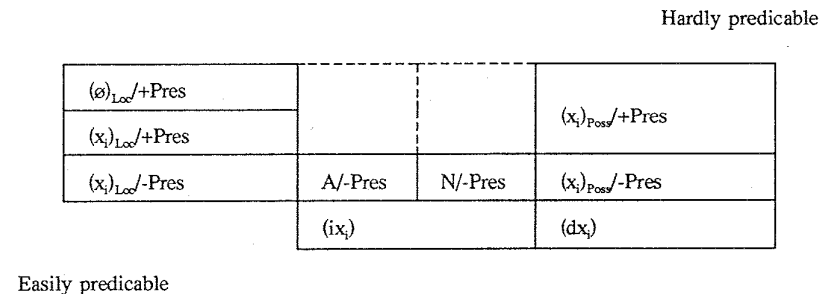 Hardly predicable
(ø)Loc/+Pres
(xi)Loc/+Pres
(xi)Poss/+Pres
(xi)Loc/-Pres A/-Pres N/-Pres (xi)Poss/-Pres
(ixi) (dxi)
Easily predicable